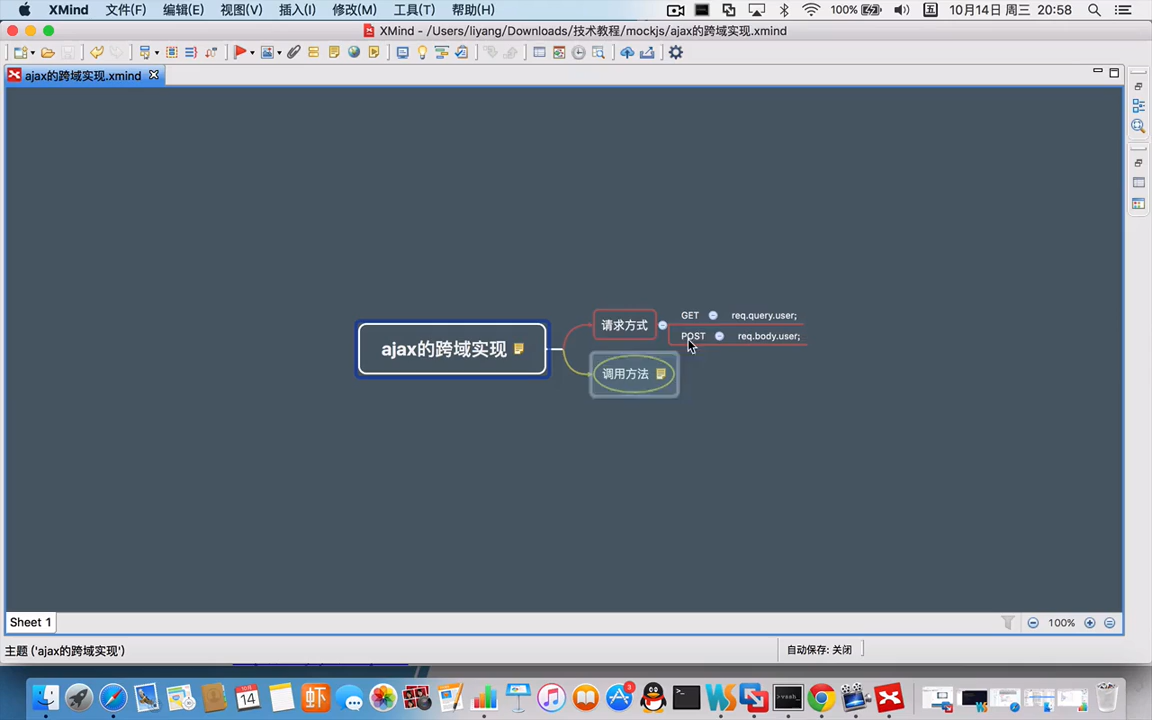 XMind 文件(F) 编辑(E) 视图(V) 插入(I) 修改(M) 工具(T) 帮助(H) 100% 五 10月14日 周三 20:58
XMind - /Users/liyang/Downloads/技术教程/mockjs/ajax的跨域实现.xmind
ajax的跨域实现.xmind
GET req.query.user;
请求方式
POST req.body.user;
ajax的跨域实现
调用方法
Sheet 1 100%
主题 ('ajax的跨域实现') 自动保存: 关闭
14 虾 3